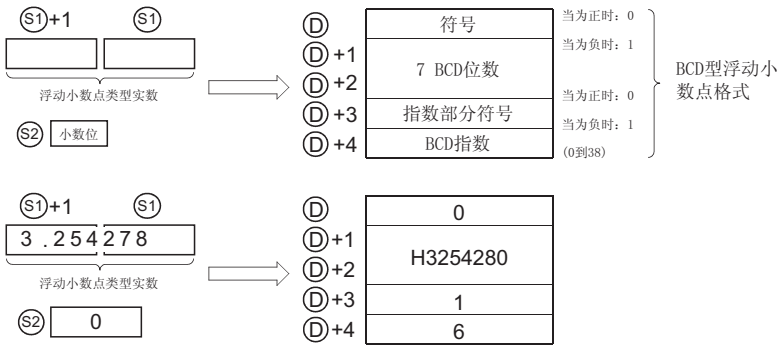 S1+1 S1
浮动小数点类型实数
S2 小数位
D 符号 当为正时：0
当为负时：1
D+1
7 BCD位数
D+2
当为正时：0
D+3 指数部分符号
当为负时：1
D+4 BCD指数 (0到38)
BCD型浮动小
数点格式
S1+1 S1
3.254278
浮动小数点类型实数
S2 0
D 0
D+1
H3254280
D+2
D+3 1
D+4 6